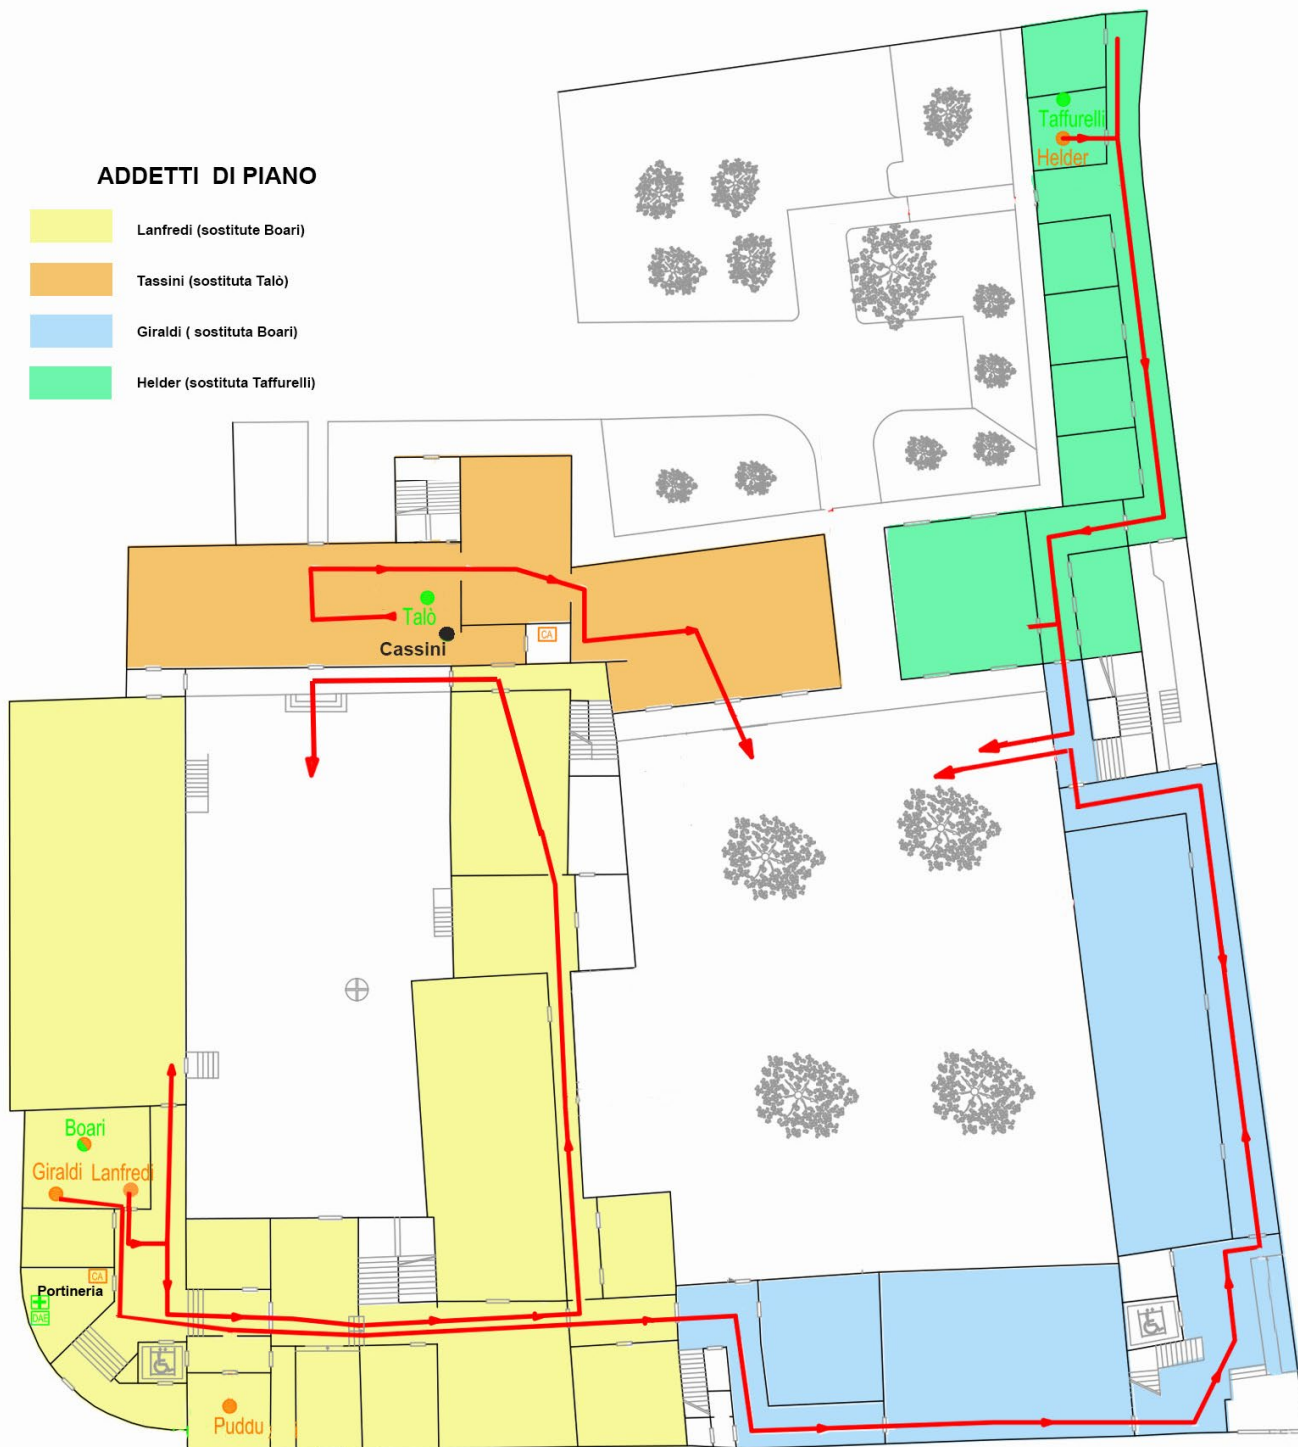 ADDETTI DI PIANO
Lanfredi (sostitute Boari)
Tassini (sostituta Talò)
Giraldi ( sostituta Boari)
Helder (sostituta Taffurelli)
Taffurelli
Helder
Talò
Cassini
CA
Boari
Giraldi Lanfredi
CA
Portineria
DAE
Puddu